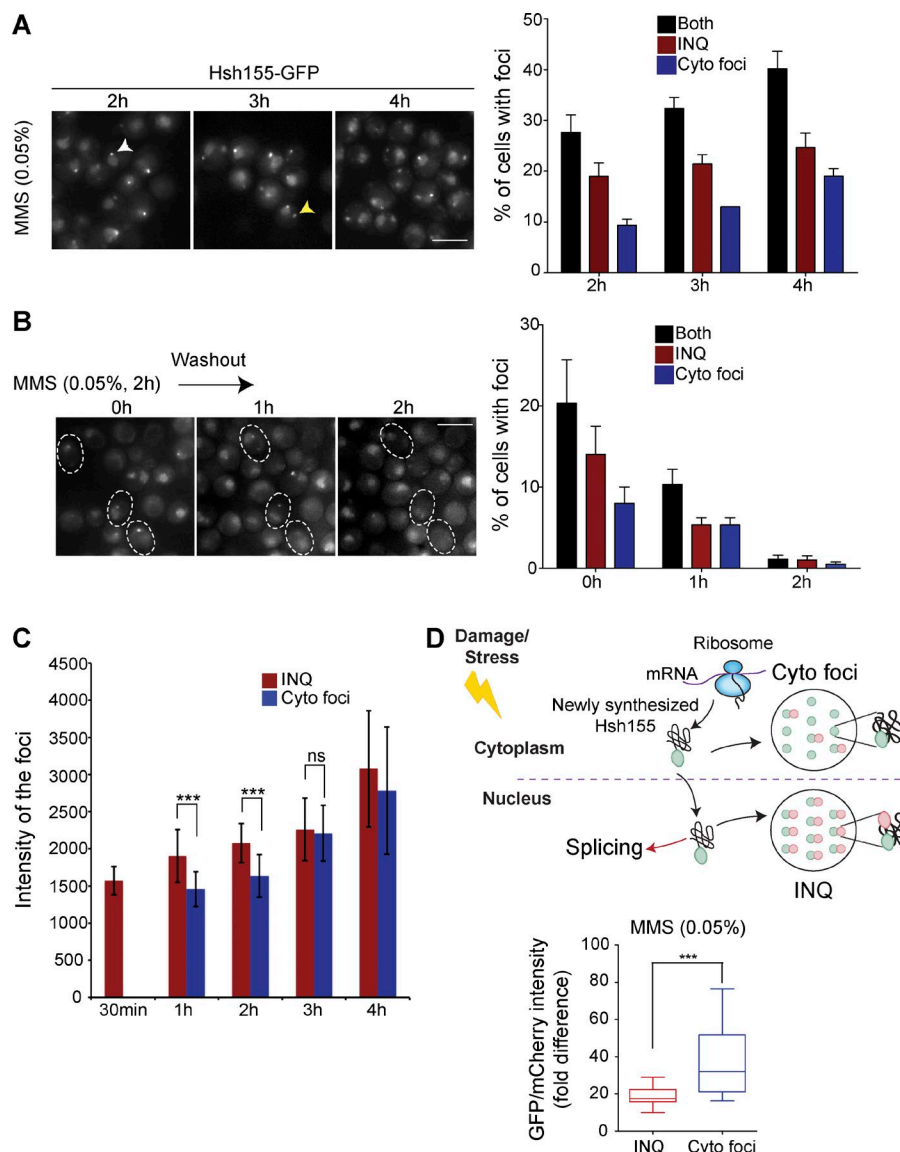 A
Hsh155-GFP
2h 3h 4h
MMS (0.05%)
% of cells with foci
50
40
30
20
10
0
Both
INQ
Cyto foci
2h 3h 4h
B
Washout
MMS (0.05%, 2h)
0h 1h 2h
% of cells with foci
30
20
10
0
Both
INQ
Cyto foci
0h 1h 2h
C
Intensity of the foci
4500
4000
3500
3000
2500
2000
1500
1000
500
0
INQ
Cyto foci
*** *** ns
30min 1h 2h 3h 4h
D
Damage/
Stress
Ribosome
mRNA
Cyto foci
Newly synthesized
Hsh155
Cytoplasm
Nucleus
Splicing
INQ
MMS (0.05%)
GFP/mCherry intensity
(fold difference)
100
80
60
40
20
0
***
INQ Cyto foci